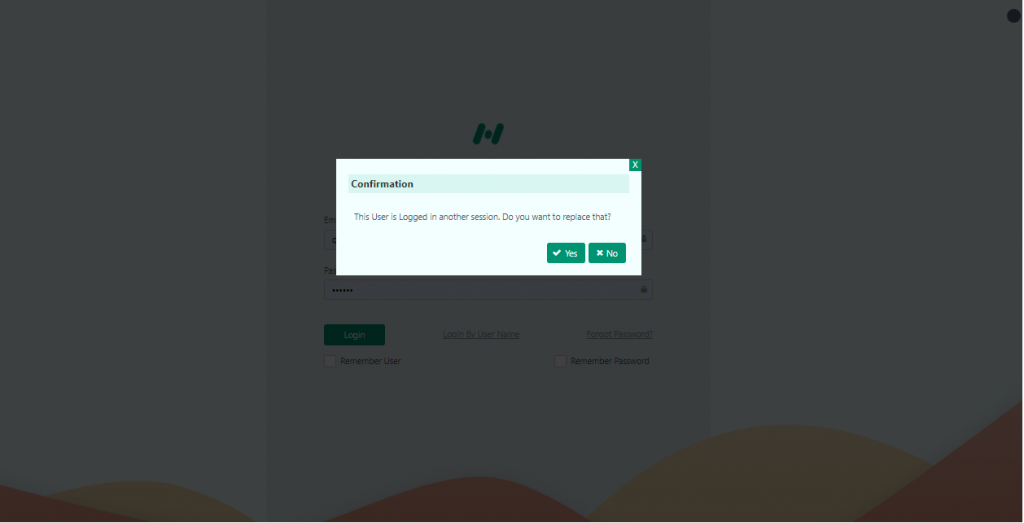 X
Confirmation
This User is Logged in another session. Do you want to replace that?
Yes No
Login Login By User Name Forgot Password?
Remember User Remember Password